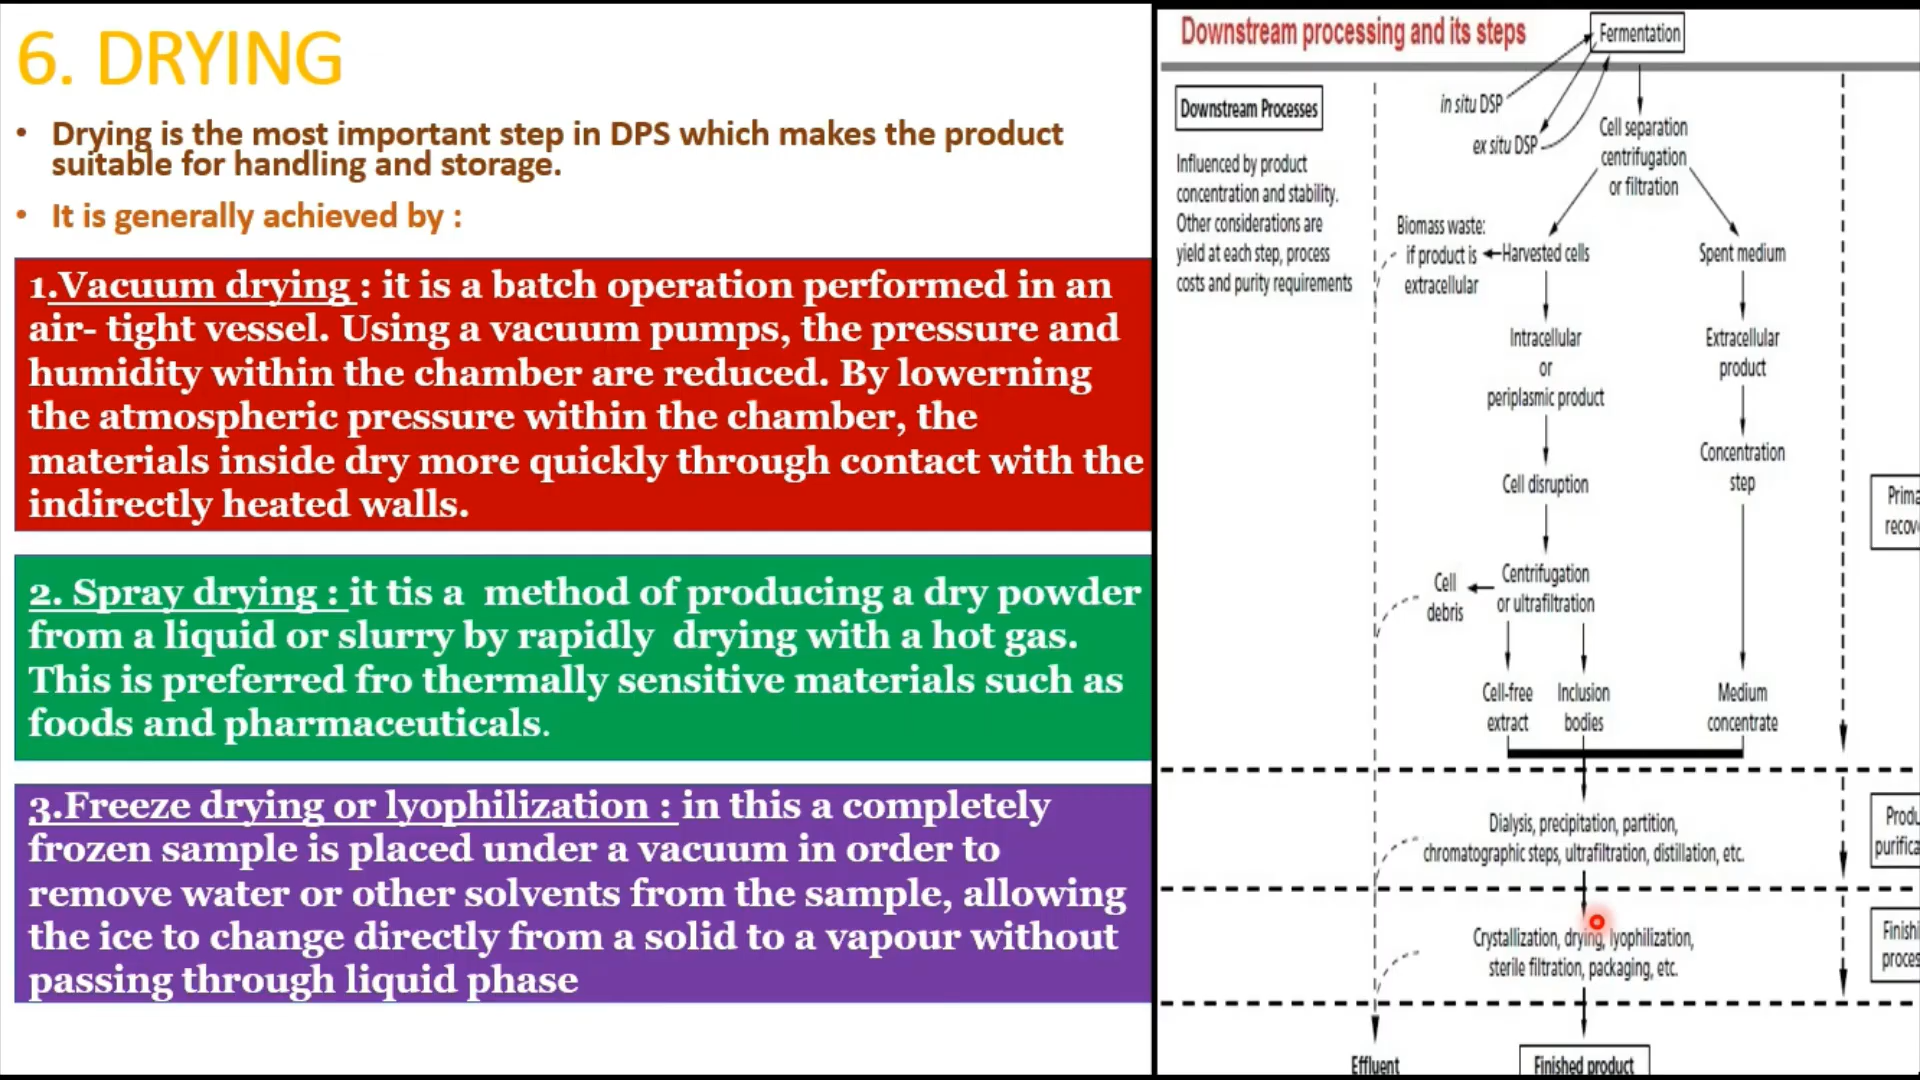 6. DRYING
• Drying is the most important step in DPS which makes the product
suitable for handling and storage.
• It is generally achieved by :
1.Vacuum drying : it is a batch operation performed in an
air- tight vessel. Using a vacuum pumps, the pressure and
humidity within the chamber are reduced. By lowerning
the atmospheric pressure within the chamber, the
materials inside dry more quickly through contact with the
indirectly heated walls.
2. Spray drying : it tis a method of producing a dry powder
from a liquid or slurry by rapidly drying with a hot gas.
This is preferred fro thermally sensitive materials such as
foods and pharmaceuticals.
3.Freeze drying or lyophilization : in this a completely
frozen sample is placed under a vacuum in order to
remove water or other solvents from the sample, allowing
the ice to change directly from a solid to a vapour without
passing through liquid phase
Downstream processing and its steps
Fermentation
Downstream Processes
Influenced by product
concentration and stability.
Other considerations are
yield at each step, process
costs and purity requirements
in situ DSP
ex situ DSP
Cell separation
centrifugation
or filtration
Biomass waste:
if product is
extracellular
Harvested cells
Spent medium
Intracellular
or
periplasmic product
Extracellular
product
Cell disruption
Concentration
step
Prima
recov
Cell
debris
Centrifugation
or ultrafiltration
Cell-free
extract
Inclusion
bodies
Medium
concentrate
Dialysis, precipitation, partition,
chromatographic steps, ultrafiltration, distillation, etc.
Produ
purifica
Crystallization, drying, lyophilization,
sterile filtration, packaging, etc.
Finishi
proces
Effluent
Finished product